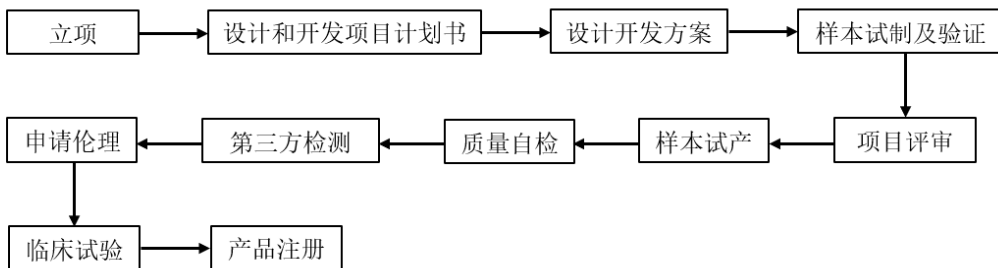 立项
设计和开发项目计划书
设计开发方案
样本试制及验证
项目评审
样本试产
质量自检
第三方检测
申请伦理
临床试验
产品注册